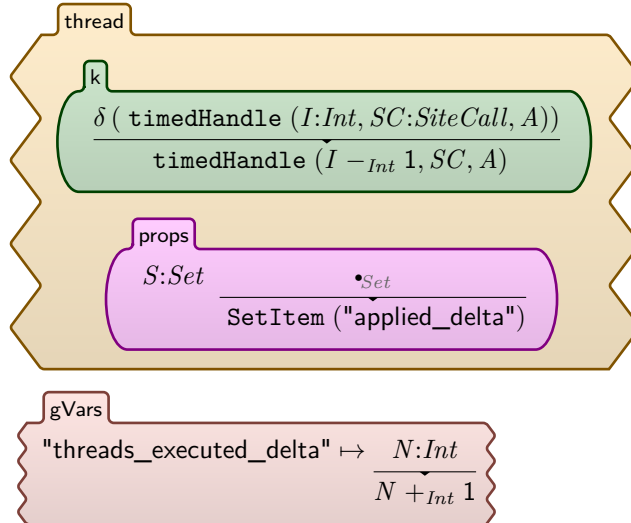 thread
k
δ ( timedHandle (I:Int, SC:SiteCall, A))
timedHandle (I −Int 1, SC, A)
props
S:Set •Set
SetItem ("applied_delta")
gVars
"threads_executed_delta" ↦ N:Int
N +Int 1